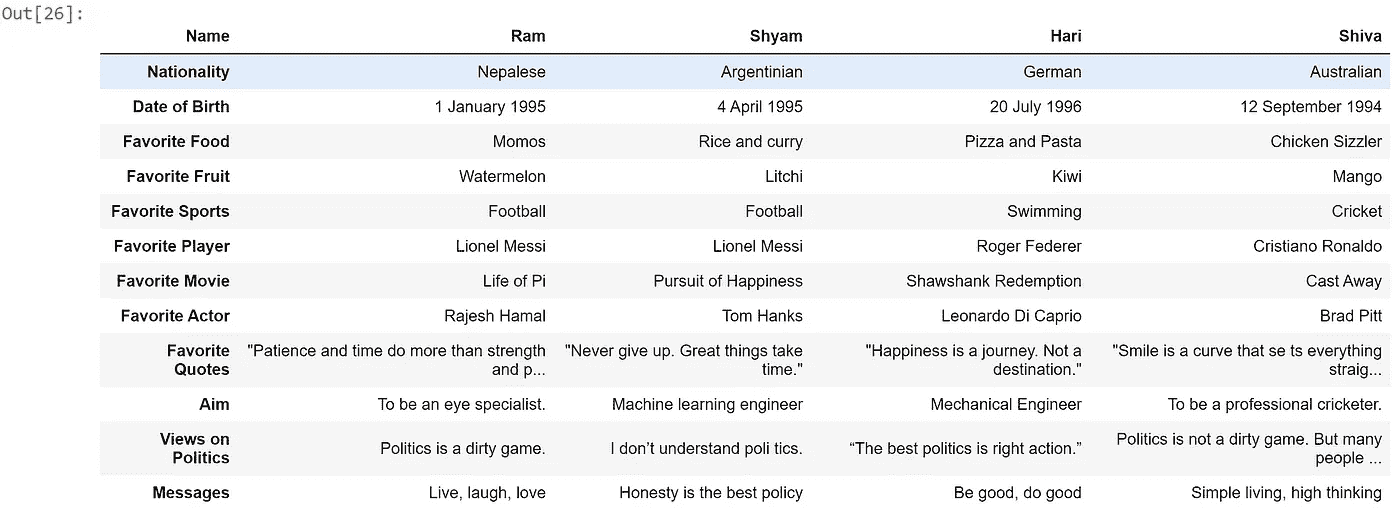 Out[26]:
Name Ram Shyam Hari Shiva
Nationality Nepalese Argentinian German Australian
Date of Birth 1 January 1995 4 April 1995 20 July 1996 12 September 1994
Favorite Food Momos Rice and curry Pizza and Pasta Chicken Sizzler
Favorite Fruit Watermelon Litchi Kiwi Mango
Favorite Sports Football Football Swimming Cricket
Favorite Player Lionel Messi Lionel Messi Roger Federer Cristiano Ronaldo
Favorite Movie Life of Pi Pursuit of Happiness Shawshank Redemption Cast Away
Favorite Actor Rajesh Hamal Tom Hanks Leonardo Di Caprio Brad Pitt
Favorite "Patience and time do more than strength "Never give up. Great things take "Happiness is a journey. Not a "Smile is a curve that se ts everything
Quotes and p... time." destination." straig...
Aim To be an eye specialist. Machine learning engineer Mechanical Engineer To be a professional cricketer.
Views on Politics is a dirty game. I don’t understand poli tics. “The best politics is right action.” Politics is not a dirty game. But many
Politics people ...
Messages Live, laugh, love Honesty is the best policy Be good, do good Simple living, high thinking